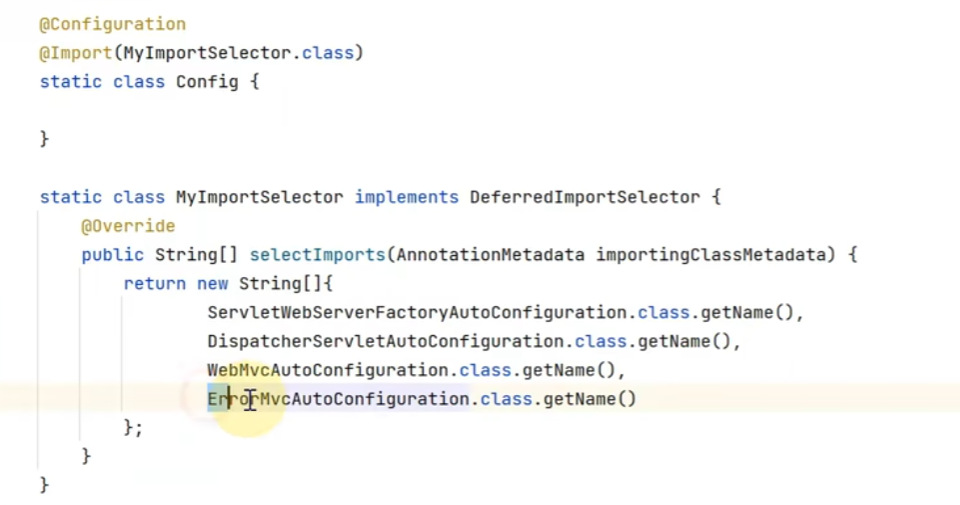 @Configuration
@Import(MyImportSelector.class)
static class Config {
}
static class MyImportSelector implements DeferredImportSelector {
@Override
public String[] selectImports(AnnotationMetadata importingClassMetadata) {
return new String[]{
ServletWebServerFactoryAutoConfiguration.class.getName(),
DispatcherServletAutoConfiguration.class.getName(),
WebMvcAutoConfiguration.class.getName(),
ErrorMvcAutoConfiguration.class.getName()
};
}
}